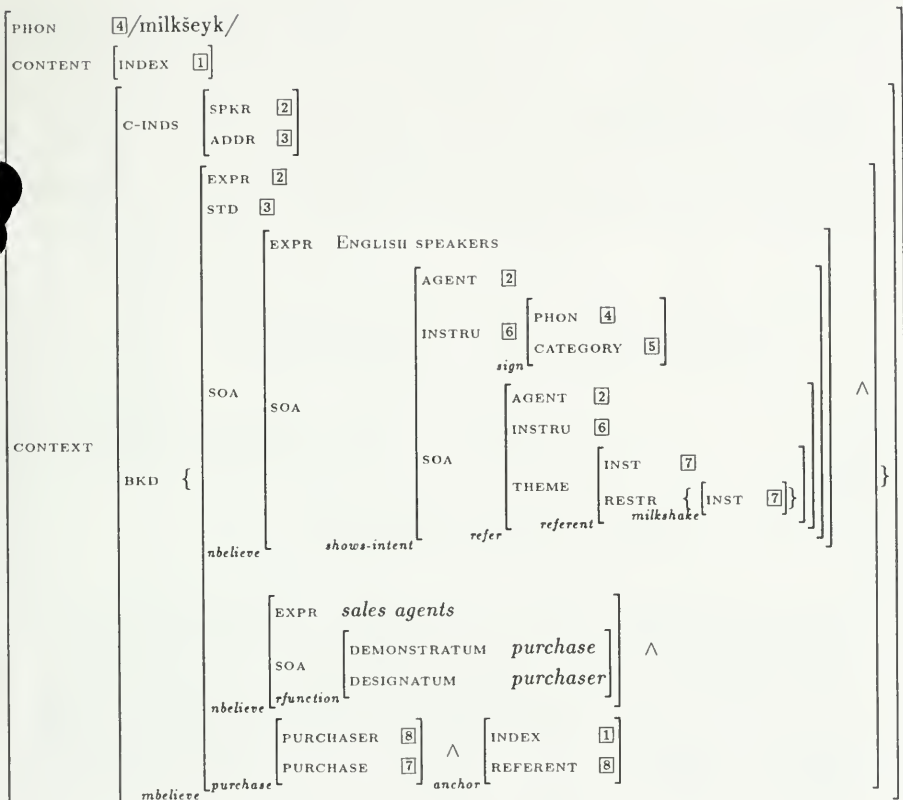 PHON 4 /milkšeyk/
CONTENT [INDEX 1]
C-INDS [SPKR 2
ADDR 3]
EXPR 2
STD 3
EXPR ENGLISH SPEAKERS
AGENT 2
INSTRU 6 [PHON 4
CATEGORY 5]
sign
AGENT 2
SOA SOA ∧
INSTRU 6
CONTEXT
SOA
INST 7
BKD { THEME }
RESTR { [INST 7] }
milkshake
referent
refer
nbelieve shows-intent
EXPR sales agents
DEMONSTRATUM purchase
SOA ∧
DESIGNATUM purchaser
rfunction
nbelieve
PURCHASER 8 INDEX 1
∧
PURCHASE 7 REFERENT 8
purchase anchor
mbelieve